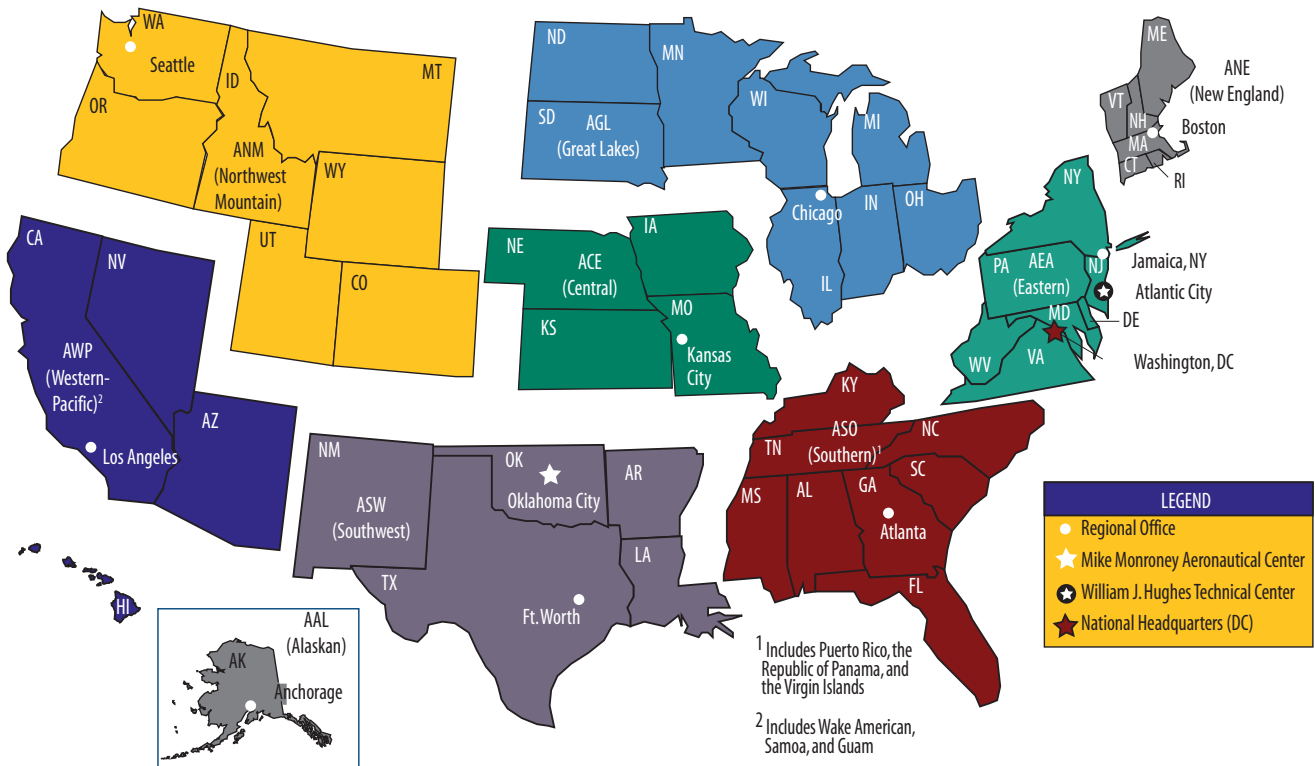 WA
Seattle
OR
ID
MT
ANM
(Northwest
Mountain)
WY
UT
CO
ND
MN
SD
AGL
(Great Lakes)
WI
MI
Chicago
IL
IN
OH
ME
VT
NH
MA
CT
RI
Boston
ANE
(New England)
NY
PA
AEA
(Eastern)
NJ
Jamaica, NY
Atlantic City
MD
DE
WV
VA
Washington, DC
CA
NV
AWP
(Western-
Pacific)2
Los Angeles
AZ
HI
NE
ACE
(Central)
IA
KS
MO
Kansas
City
NM
ASW
(Southwest)
OK
Oklahoma City
AR
TX
Ft. Worth
LA
KY
TN
ASO
(Southern)1
NC
SC
MS
AL
GA
Atlanta
FL
AAL
(Alaskan)
AK
Anchorage
1 Includes Puerto Rico, the
Republic of Panama, and
the Virgin Islands
2 Includes Wake American,
Samoa, and Guam
LEGEND
Regional Office
Mike Monroney Aeronautical Center
William J. Hughes Technical Center
National Headquarters (DC)